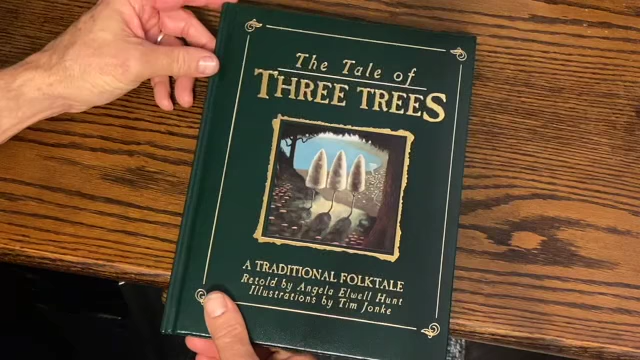 The Tale of
THREE TREES
A TRADITIONAL FOLKTALE
Retold by Angela Elwell Hunt
Illustrations by Tim Jonke